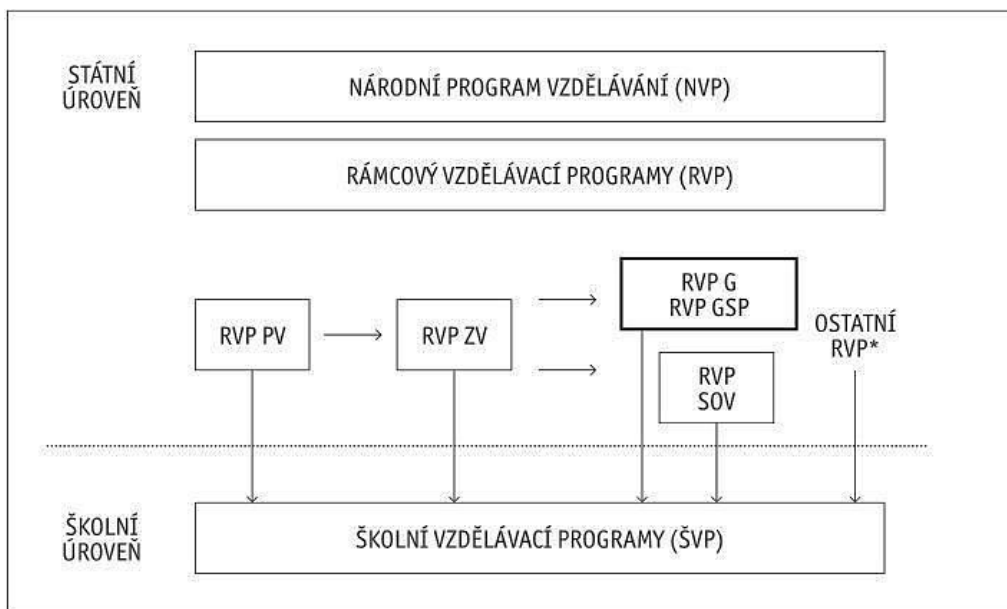 STÁTNÍ
ÚROVEŇ
NÁRODNÍ PROGRAM VZDĚLÁVÁNÍ (NVP)
RÁMCOVÝ VZDĚLÁVACÍ PROGRAMY (RVP)
RVP PV
RVP ZV
RVP G
RVP GSP
RVP
SOV
OSTATNÍ
RVP*
ŠKOLNÍ
ÚROVEŇ
ŠKOLNÍ VZDĚLÁVACÍ PROGRAMY (ŠVP)